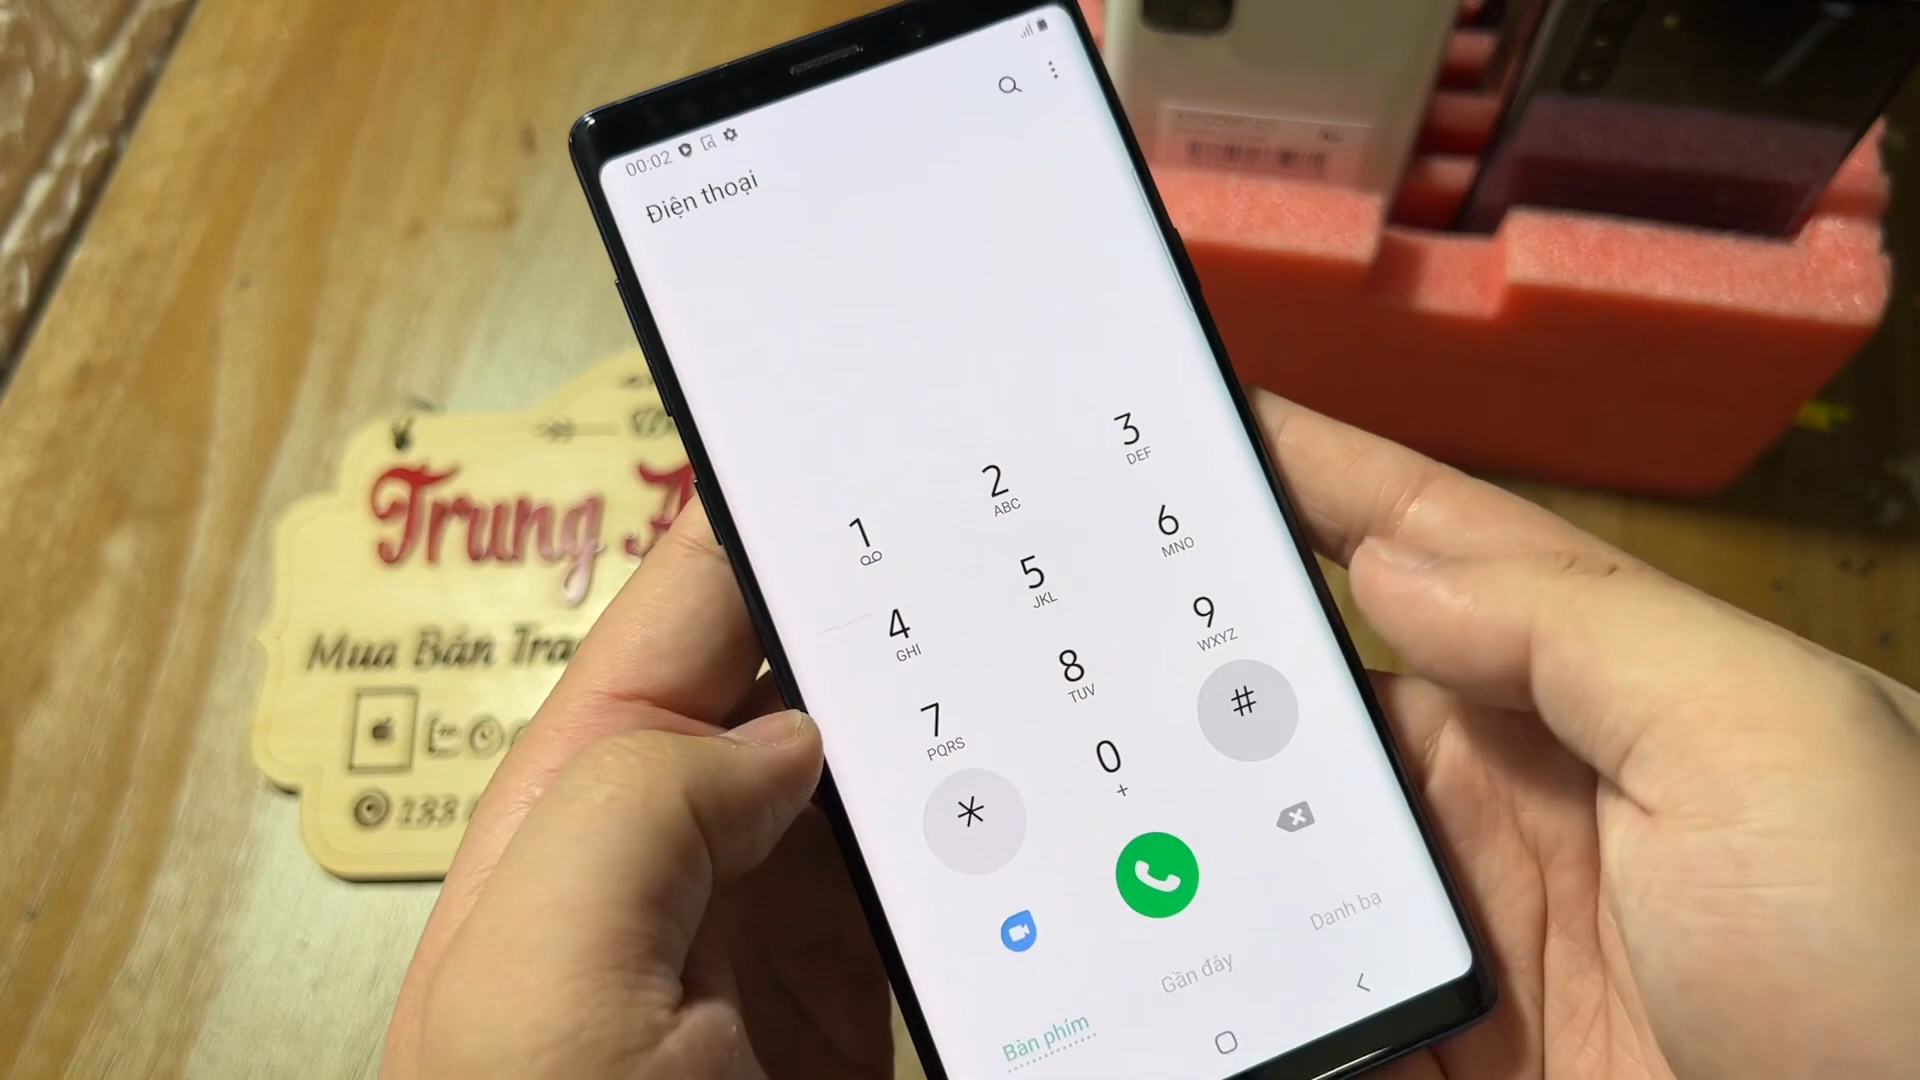 00:02
Điện thoại
1
2 ABC
3 DEF
4 GHI
5 JKL
6 MNO
7 PQRS
8 TUV
9 WXYZ
*
0 +
#
Bàn phím
Gần đây
Danh bạ
Trung
Mua Bán
133